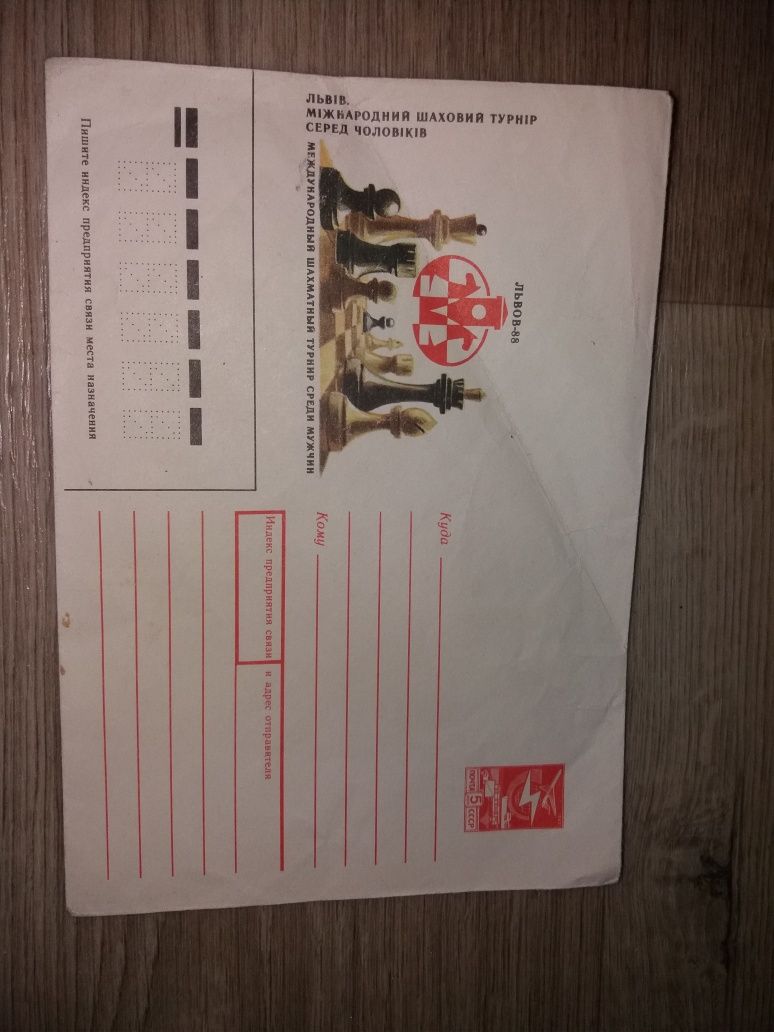 ЛЬВІВ.
МІЖНАРОДНИЙ ШАХОВИЙ ТУРНІР
СЕРЕД ЧОЛОВІКІВ
МЕЖДУНАРОДНЫЙ ШАХМАТНЫЙ ТУРНИР СРЕДИ МУЖЧИН
ЛЬВОВ-88
Куда
Кому
Индекс предприятия связи и адрес отправителя
Пишите индекс предприятия связи места назначения
ПОЧТА 5 СССР